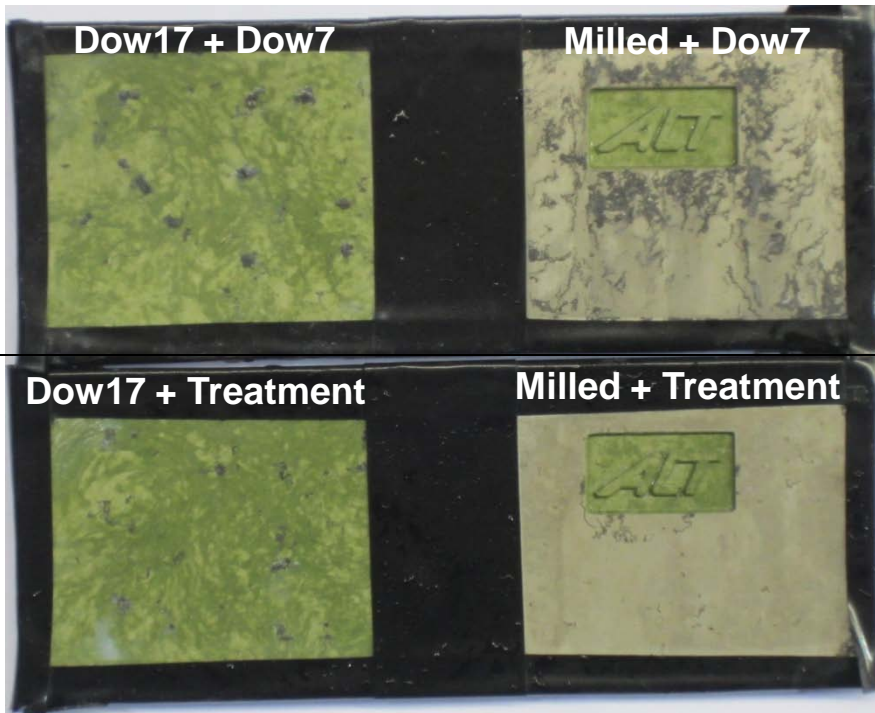 Dow17 + Dow7
Milled + Dow7
ALT
Dow17 + Treatment
Milled + Treatment
ALT